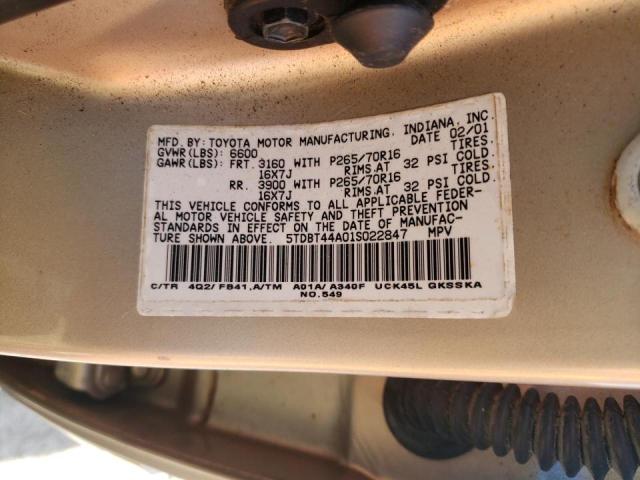 MFD. BY: TOYOTA MOTOR MANUFACTURING, INDIANA, INC.
GVWR(LBS): 6600 DATE 02/01
GAWR(LBS): FRT. 3160 WITH P265/70R16 TIRES.
16X7J RIMS.AT 32 PSI COLD.
RR. 3900 WITH P265/70R16 TIRES.
16X7J RIMS.AT 32 PSI COLD.
THIS VEHICLE CONFORMS TO ALL APPLICABLE FEDER-
AL MOTOR VEHICLE SAFETY AND THEFT PREVENTION
STANDARDS IN EFFECT ON THE DATE OF MANUFAC-
TURE SHOWN ABOVE. 5TDBT44A01S022847 MPV
C/TR 4Q2/ FB41,A/TM A01A/ A340F UCK45L GKSSKA
NO.549